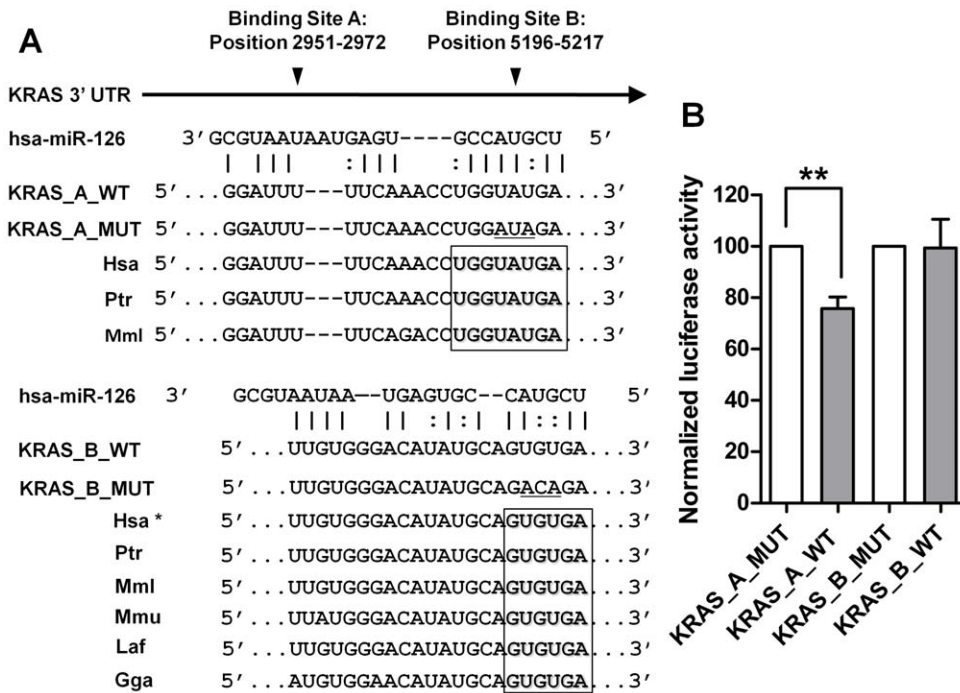 A
Binding Site A: Binding Site B:
Position 2951-2972 Position 5196-5217
KRAS 3' UTR
hsa-miR-126 3' GCGUAAUAAUGAGU----GCCAUGCU 5'
| ||| :||| :||||:||
KRAS_A_WT 5' ...GGAUUU---UUCAAACCUGGUAUGA...3'
KRAS_A_MUT 5' ...GGAUUU---UUCAAACCUGGAUAGA...3'
Hsa 5' ...GGAUUU---UUCAAACCUGGUAUGA...3'
Ptr 5' ...GGAUUU---UUCAAACCUGGUAUGA...3'
Mml 5' ...GGAUUU---UUCAGACCUGGUAUGA...3'
hsa-miR-126 3' GCGUAAUAA--UGAGUGC--CAUGCU 5'
|||| ||:|: ||::||
KRAS_B_WT 5' ...UUGUGGGACAUAUGCAGUGUGA...3'
KRAS_B_MUT 5' ...UUGUGGGACAUAUGCAGACAGA...3'
Hsa * 5' ...UUGUGGGACAUAUGCAGUGUGA...3'
Ptr 5' ...UUGUGGGACAUAUGCAGUGUGA...3'
Mml 5' ...UUGUGGGACAUAUGCAGUGUGA...3'
Mmu 5' ...UUAUGGGACAUAUGCAGUGUGA...3'
Laf 5' ...UUGUGGGACAUAUGCAGUGUGA...3'
Gga 5' ...AUGUGGAACAUAUGCAGUGUGA...3'
B
Normalized luciferase activity
120
100
80
60
40
20
0
**
KRAS_A_MUT
KRAS_A_WT
KRAS_B_MUT
KRAS_B_WT